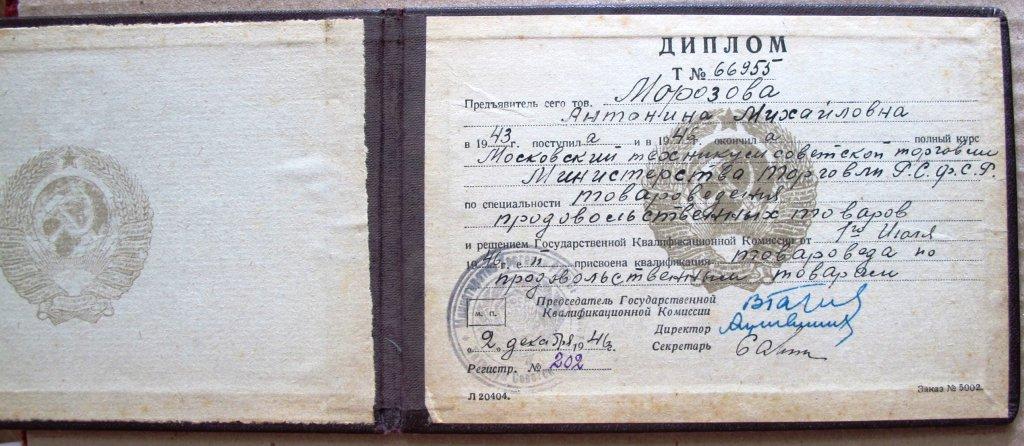 ДИПЛОМ
Т № 66955
Предъявитель сего тов. Морозова
Антонина Михайловна
в 1943 г. поступила и в 1946 г. окончила полный курс
Московский техникум советской торговли
Министерства Торговли Р.С.Ф.С.Р.
по специальности товароведения
продовольственных товаров
и решением Государственной Квалификационной Комиссии от 1го Июля
1946 г. е й присвоена квалификация товароведа по
продвольственным товарам
Председатель Государственной
м. п. Квалификационной Комиссии
Директор
„2" декабря 1946 г. Секретарь
Регистр. № 202
Л 20404.
Заказ № 5002.